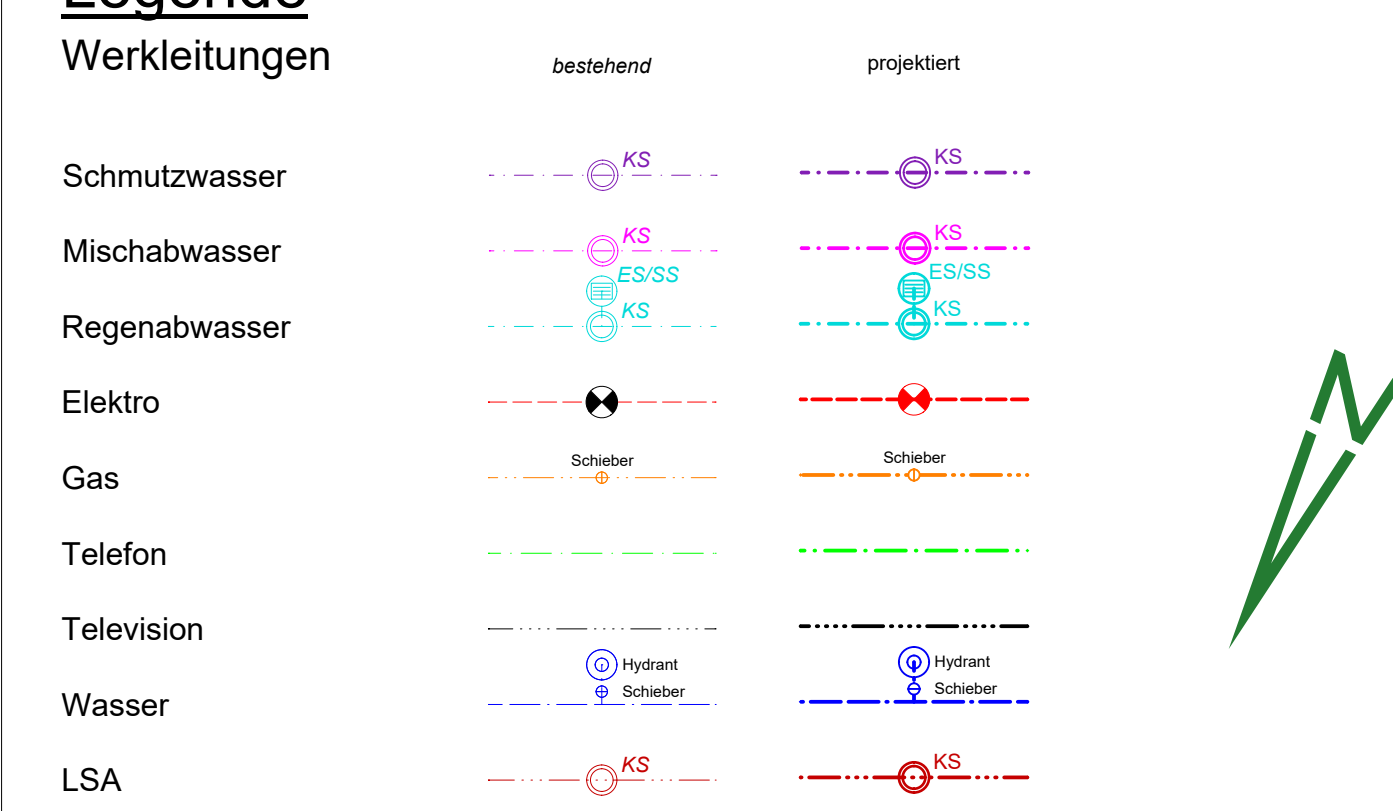 Legende
Werkleitungen bestehend projektiert
Schmutzwasser KS KS
Mischabwasser KS KS
ES/SS ES/SS
Regenabwasser KS KS
Elektro
Gas Schieber Schieber
Telefon
Television
Hydrant Hydrant
Wasser Schieber Schieber
LSA KS KS